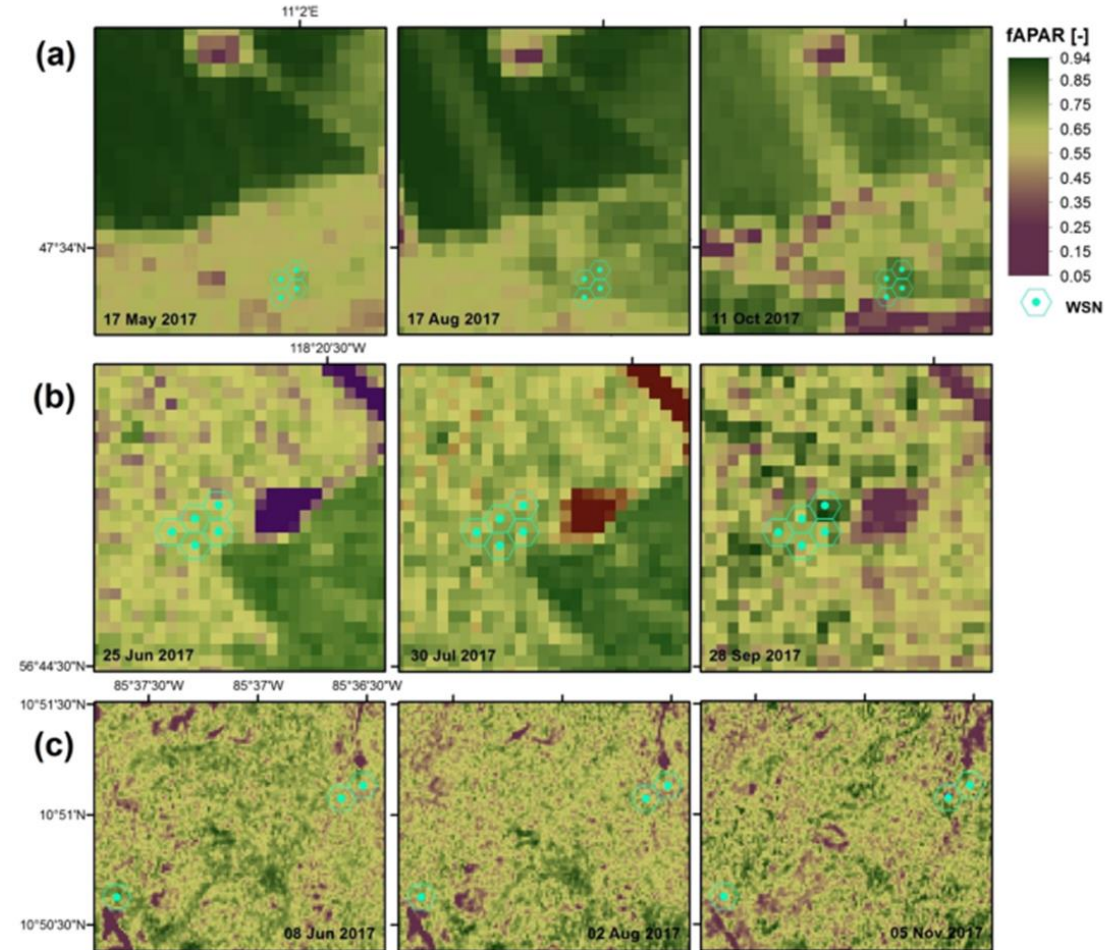 11°2'E
(a)
fAPAR [-]
0.94
0.85
0.75
0.65
0.55
0.45
0.35
0.25
0.15
0.05
WSN
47°34'N
17 May 2017
17 Aug 2017
11 Oct 2017
118°20'30"W
(b)
56°44'30"N
25 Jun 2017
30 Jul 2017
28 Sep 2017
85°37'30"W
85°37'W
85°36'30"W
10°51'30"N
(c)
10°51'N
10°50'30"N
08 Jun 2017
02 Aug 2017
05 Nov 2017